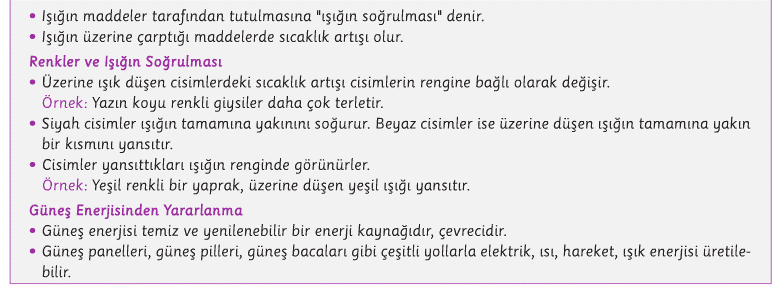 • Işığın maddeler tarafından tutulmasına "ışığın soğrulması" denir.
• Işığın üzerine çarptığı maddelerde sıcaklık artışı olur.
Renkler ve Işığın Soğrulması
• Üzerine ışık düşen cisimlerdeki sıcaklık artışı cisimlerin rengine bağlı olarak değişir.
Örnek: Yazın koyu renkli giysiler daha çok terletir.
• Siyah cisimler ışığın tamamına yakınını soğurur. Beyaz cisimler ise üzerine düşen ışığın tamamına yakın
bir kısmını yansıtır.
• Cisimler yansıttıkları ışığın renginde görünürler.
Örnek: Yeşil renkli bir yaprak, üzerine düşen yeşil ışığı yansıtır.
Güneş Enerjisinden Yararlanma
• Güneş enerjisi temiz ve yenilenebilir bir enerji kaynağıdır, çevrecidir.
• Güneş panelleri, güneş pilleri, güneş bacaları gibi çeşitli yollarla elektrik, ısı, hareket, ışık enerjisi üretile-
bilir.